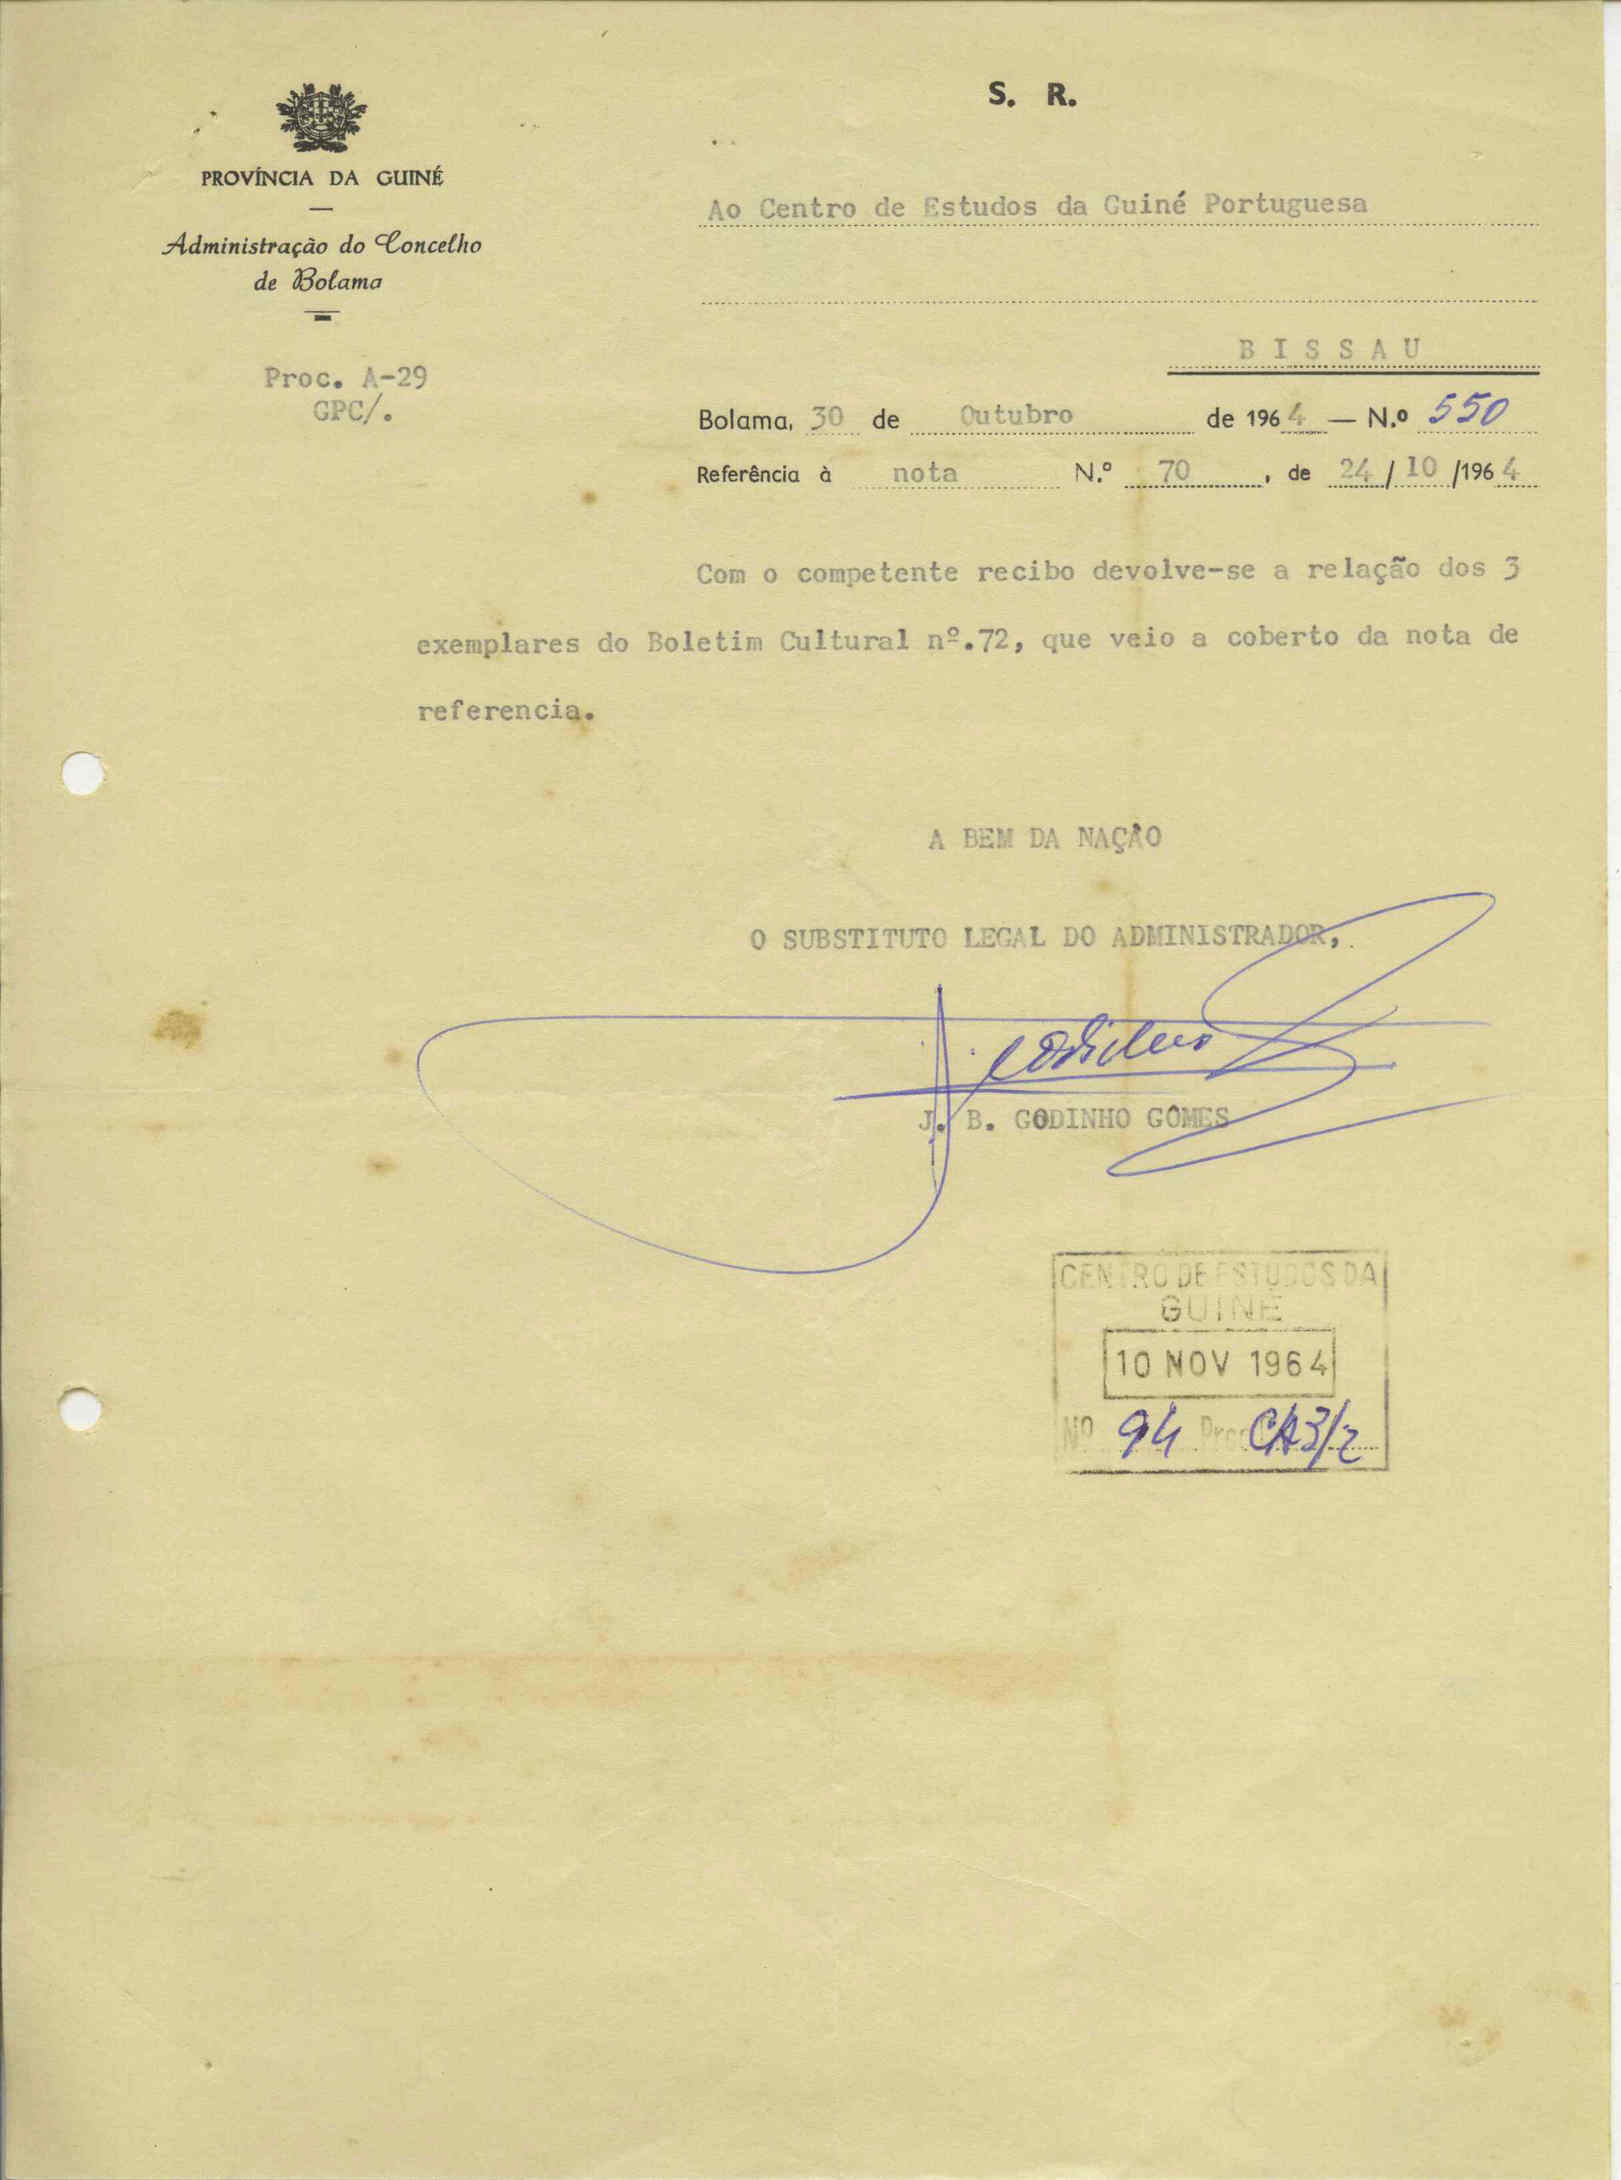 S. R.
PROVÍNCIA DA GUINÉ
Administração do Concelho
de Bolama
Proc. A-29
GPC/.
Ao Centro de Estudos da Guiné Portuguesa
B I S S A U
Bolama, 30 de Outubro de 1964 — N.º 550
Referência à nota N.º 70, de 24/10/1964
Com o competente recibo devolve-se a relação dos 3
exemplares do Boletim Cultural nº.72, que veio a coberto da nota de
referencia.
A BEM DA NAÇÃO
O SUBSTITUTO LEGAL DO ADMINISTRADOR,
J. B. GODINHO GOMES
CENTRO DE ESTUDOS DA
GUINÉ
10 NOV 1964
Nº 94 Proc CA3/2